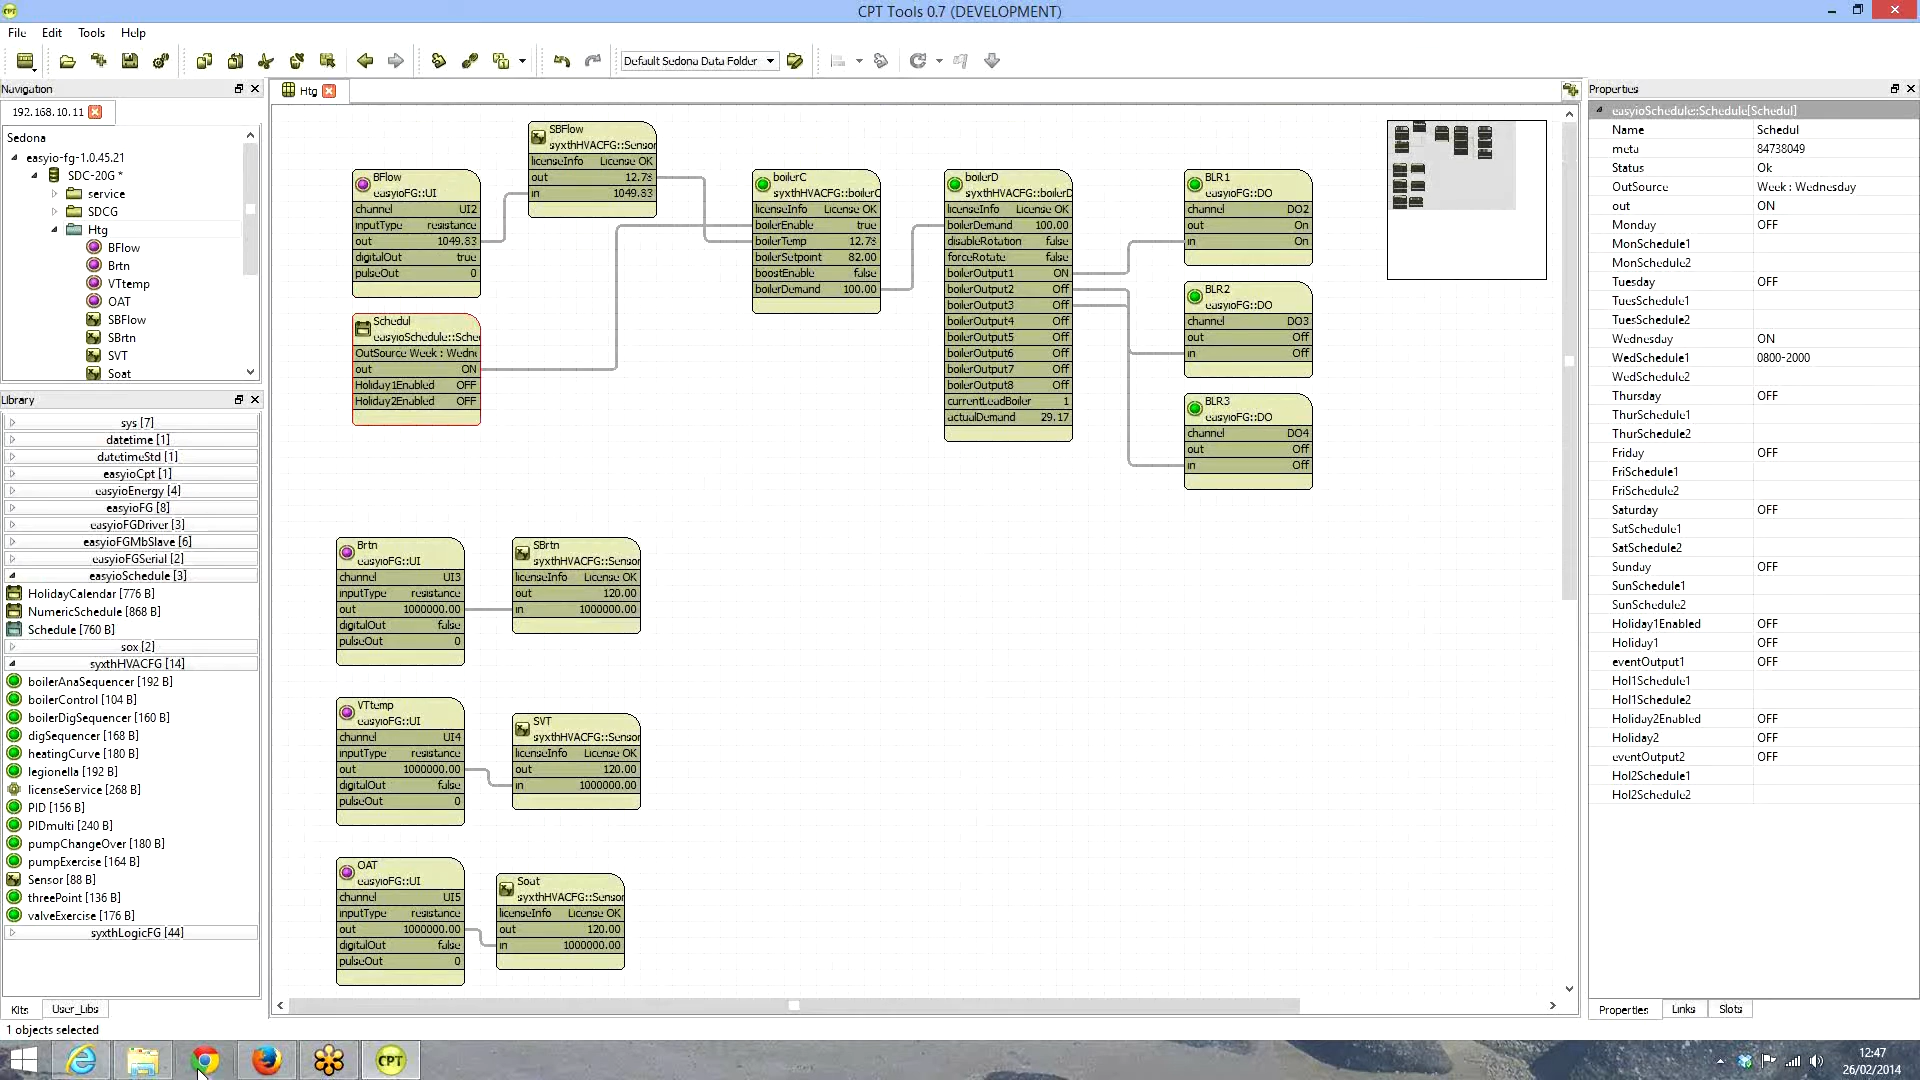 CPT
CPT Tools 0.7 (DEVELOPMENT)
File Edit Tools Help
Default Sedona Data Folder
Navigation
192.168.10.11
Sedona
easyio-fg-1.0.45.21
SDC-20G *
service
SDCG
Htg
BFlow
Brtn
VTtemp
OAT
SBFlow
SBrtn
SVT
Soat
Library
sys [7]
datetime [1]
datetimeStd [1]
easyioCpt [1]
easyioEnergy [4]
easyioFG [8]
easyioFGDriver [3]
easyioFGMbSlave [6]
easyioFGSerial [2]
easyioSchedule [3]
HolidayCalendar [776 B]
NumericSchedule [868 B]
Schedule [760 B]
sox [2]
syxthHVACFG [14]
boilerAnaSequencer [192 B]
boilerControl [104 B]
boilerDigSequencer [160 B]
digSequencer [168 B]
heatingCurve [180 B]
legionella [192 B]
licenseService [268 B]
PID [156 B]
PIDmulti [240 B]
pumpChangeOver [180 B]
pumpExercise [164 B]
Sensor [88 B]
threePoint [136 B]
valveExercise [176 B]
syxthLogicFG [44]
Kits User_Libs
1 objects selected
Htg
SBFlow
syxthHVACFG::Sensor
licenseInfo License OK
out 12.78
in 1049.83
BFlow
easyioFG::UI
channel UI2
inputType resistance
out 1049.83
digitalOut true
pulseOut 0
Schedul
easyioSchedule::Sche
OutSource Week : Wedn
out ON
Holiday1Enabled OFF
Holiday2Enabled OFF
boilerC
syxthHVACFG::boilerC
licenseInfo License OK
boilerEnable true
boilerTemp 12.78
boilerSetpoint 82.00
boostEnable false
boilerDemand 100.00
boilerD
syxthHVACFG::boilerD
licenseInfo License OK
boilerDemand 100.00
disableRotation false
forceRotate false
boilerOutput1 ON
boilerOutput2 Off
boilerOutput3 Off
boilerOutput4 Off
boilerOutput5 Off
boilerOutput6 Off
boilerOutput7 Off
boilerOutput8 Off
currentLeadBoiler 1
actualDemand 29.17
BLR1
easyioFG::DO
channel DO2
out On
in On
BLR2
easyioFG::DO
channel DO3
out Off
in Off
BLR3
easyioFG::DO
channel DO4
out Off
in Off
Brtn
easyioFG::UI
channel UI3
inputType resistance
out 1000000.00
digitalOut false
pulseOut 0
SBrtn
syxthHVACFG::Sensor
licenseInfo License OK
out 120.00
in 1000000.00
VTtemp
easyioFG::UI
channel UI4
inputType resistance
out 1000000.00
digitalOut false
pulseOut 0
SVT
syxthHVACFG::Sensor
licenseInfo License OK
out 120.00
in 1000000.00
OAT
easyioFG::UI
channel UI5
inputType resistance
out 1000000.00
digitalOut false
pulseOut 0
Soat
syxthHVACFG::Sensor
licenseInfo License OK
out 120.00
in 1000000.00
Properties
easyioSchedule::Schedule[Schedul]
Name Schedul
meta 84738049
Status Ok
OutSource Week : Wednesday
out ON
Monday OFF
MonSchedule1
MonSchedule2
Tuesday OFF
TuesSchedule1
TuesSchedule2
Wednesday ON
WedSchedule1 0800-2000
WedSchedule2
Thursday OFF
ThurSchedule1
ThurSchedule2
Friday OFF
FriSchedule1
FriSchedule2
Saturday OFF
SatSchedule1
SatSchedule2
Sunday OFF
SunSchedule1
SunSchedule2
Holiday1Enabled OFF
Holiday1 OFF
eventOutput1 OFF
Hol1Schedule1
Hol1Schedule2
Holiday2Enabled OFF
Holiday2 OFF
eventOutput2 OFF
Hol2Schedule1
Hol2Schedule2
Properties Links Slots
CPT
12:47
26/02/2014